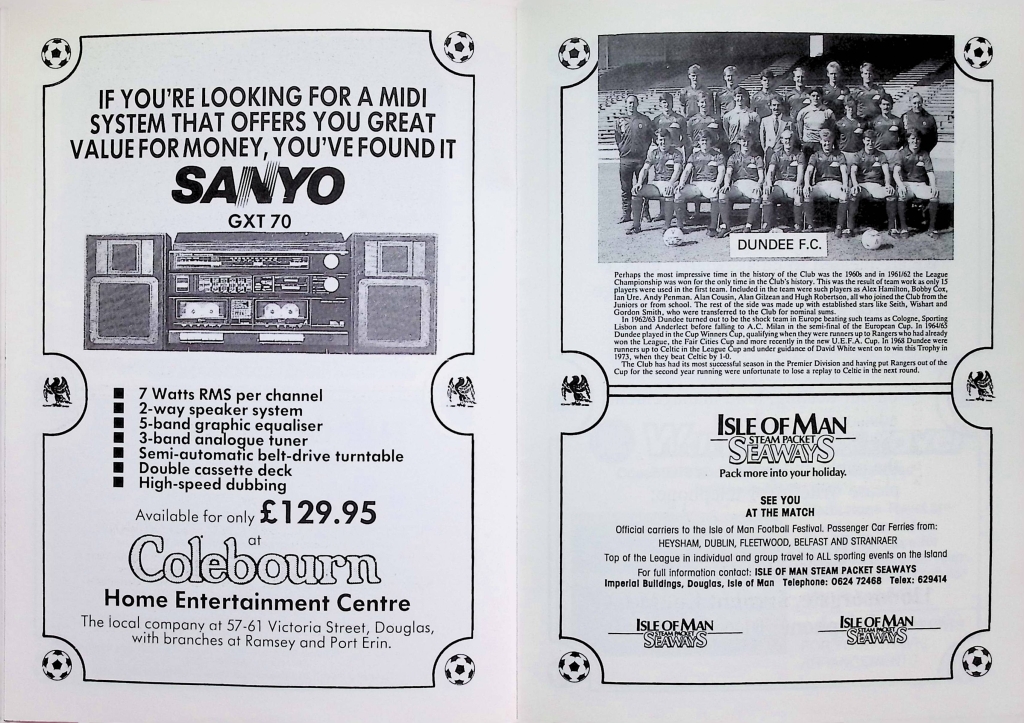 IF YOU'RE LOOKING FOR A MIDI
SYSTEM THAT OFFERS YOU GREAT
VALUE FOR MONEY, YOU'VE FOUND IT
SANYO
GXT 70
7 Watts RMS per channel
2-way speaker system
5-band graphic equaliser
3-band analogue tuner
Semi-automatic belt-drive turntable
Double cassette deck
High-speed dubbing
Available for only £129.95
at
Colebourn
Home Entertainment Centre
The local company at 57-61 Victoria Street, Douglas,
with branches at Ramsey and Port Erin.
DUNDEE F.C.
Perhaps the most impressive time in the history of the Club was the 1960s and in 1961/62 the League
Championship was won for the only time in the Club's history. This was the result of team work as only 15
players were used in the first team. Included in the team were such players as Alex Hamilton, Bobby Cox,
Ian Ure, Andy Penman, Alan Cousin, Alan Gilzean and Hugh Robertson, all who joined the Club from the
Juniors or from school. The rest of the side was made up with established stars like Seith, Wishart and
Gordon Smith, who were transferred to the Club for nominal sums.
In 1962/63 Dundee turned out to be the shock team in Europe beating such teams as Cologne, Sporting
Lisbon and Anderlect before falling to A.C. Milan in the semi-final of the European Cup. In 1964/65
Dundee played in the Cup Winners Cup, qualifying when they were runners up to Rangers who had already
won the League, the Fair Cities Cup and more recently in the new U.E.F.A. Cup. In 1968 Dundee were
runners up to Celtic in the League Cup and under guidance of David White went on to win this Trophy in
1973, when they beat Celtic by 1-0.
The Club has had its most successful season in the Premier Division and having put Rangers out of the
Cup for the second year running were unfortunate to lose a replay to Celtic in the next round.
ISLE OF MAN
STEAM PACKET
SEAWAYS
Pack more into your holiday.
SEE YOU
AT THE MATCH
Official carriers to the Isle of Man Football Festival. Passenger Car Ferries from:
HEYSHAM, DUBLIN, FLEETWOOD, BELFAST AND STRANRAER
Top of the League in individual and group travel to ALL sporting events on the Island
For full information contact: ISLE OF MAN STEAM PACKET SEAWAYS
Imperial Buildings, Douglas, Isle of Man Telephone: 0624 72468 Telex: 629414
ISLE OF MAN
STEAM PACKET
SEAWAYS
ISLE OF MAN
STEAM PACKET
SEAWAYS